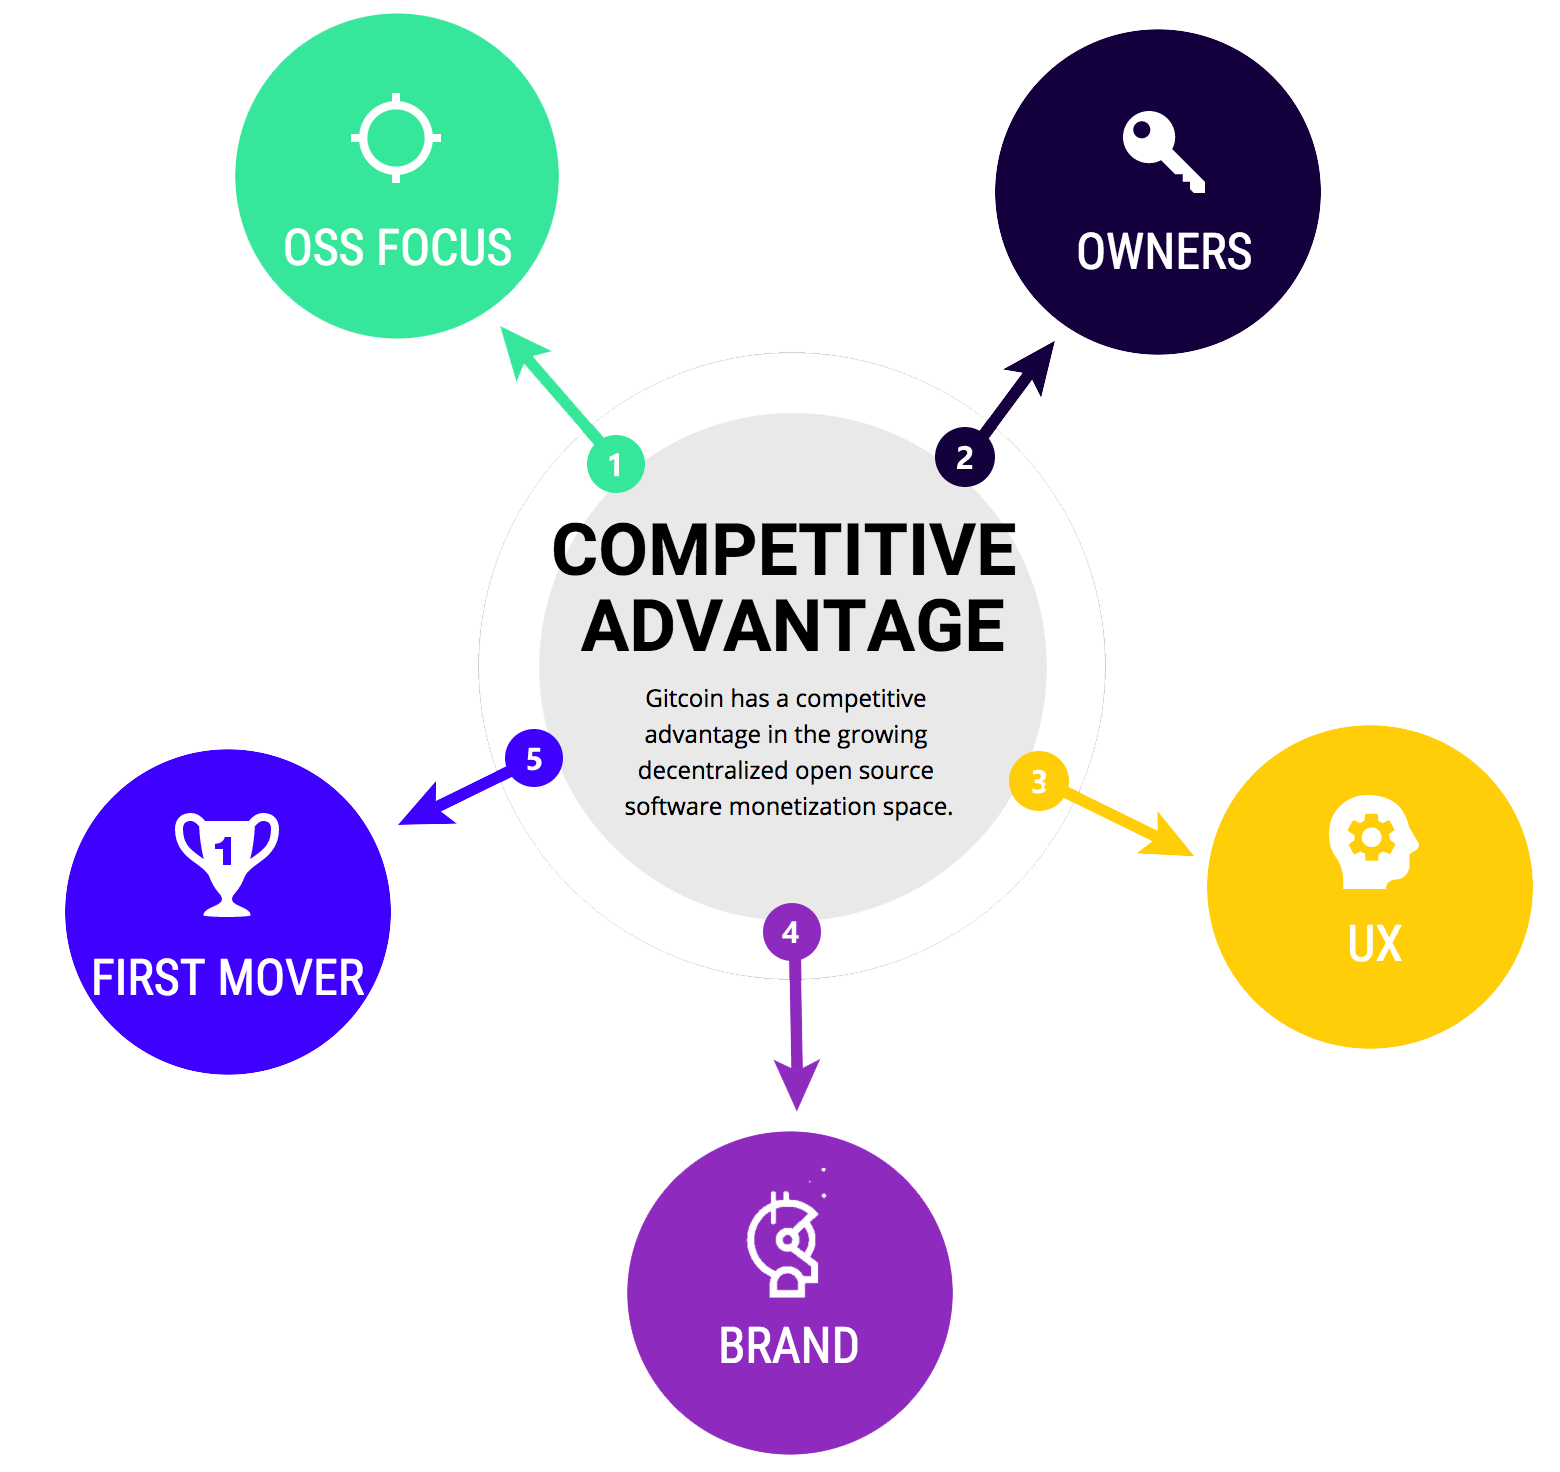 OSS FOCUS
OWNERS
1
2
COMPETITIVE
ADVANTAGE
Gitcoin has a competitive
advantage in the growing
decentralized open source
software monetization space.
5
3
1
FIRST MOVER
UX
4
BRAND